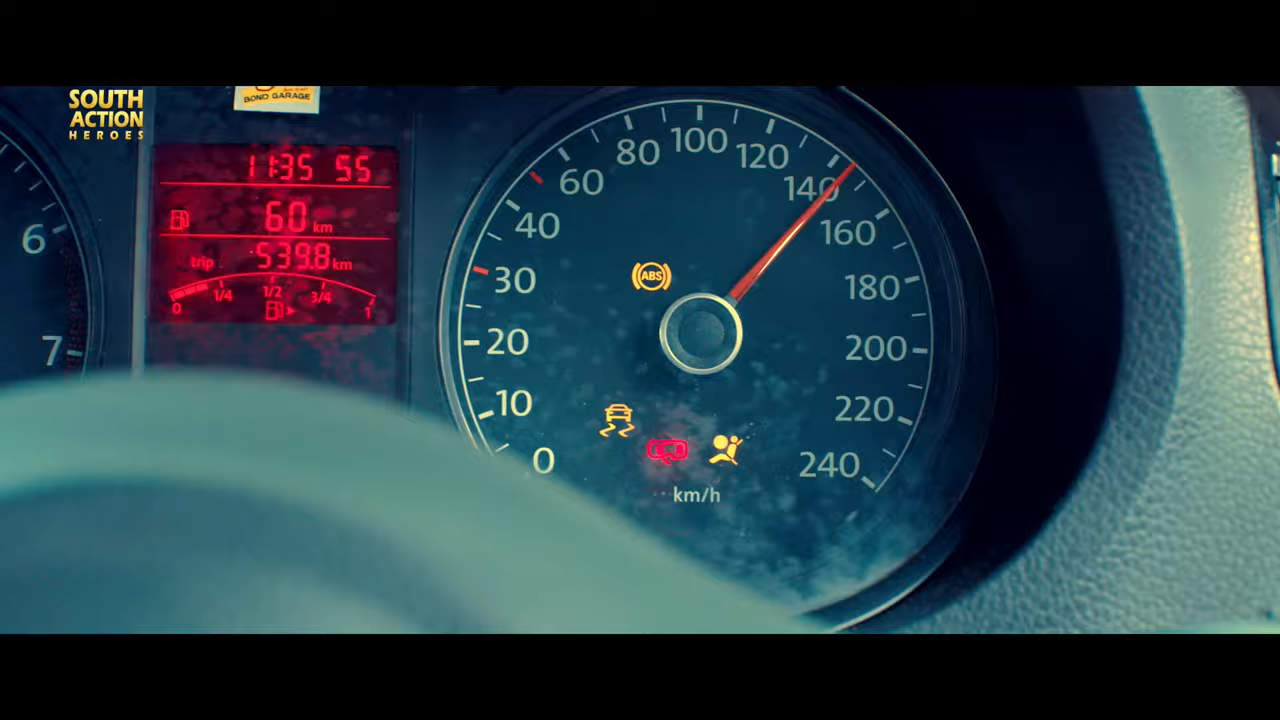 SOUTH
ACTION
HEROES
BOND GARAGE
11:35 55
60 km
trip 539.8 km
0 1/4 1/2 3/4 1
6
7
0
10
20
30
40
60
80
100
120
140
160
180
200
220
240
ABS
km/h